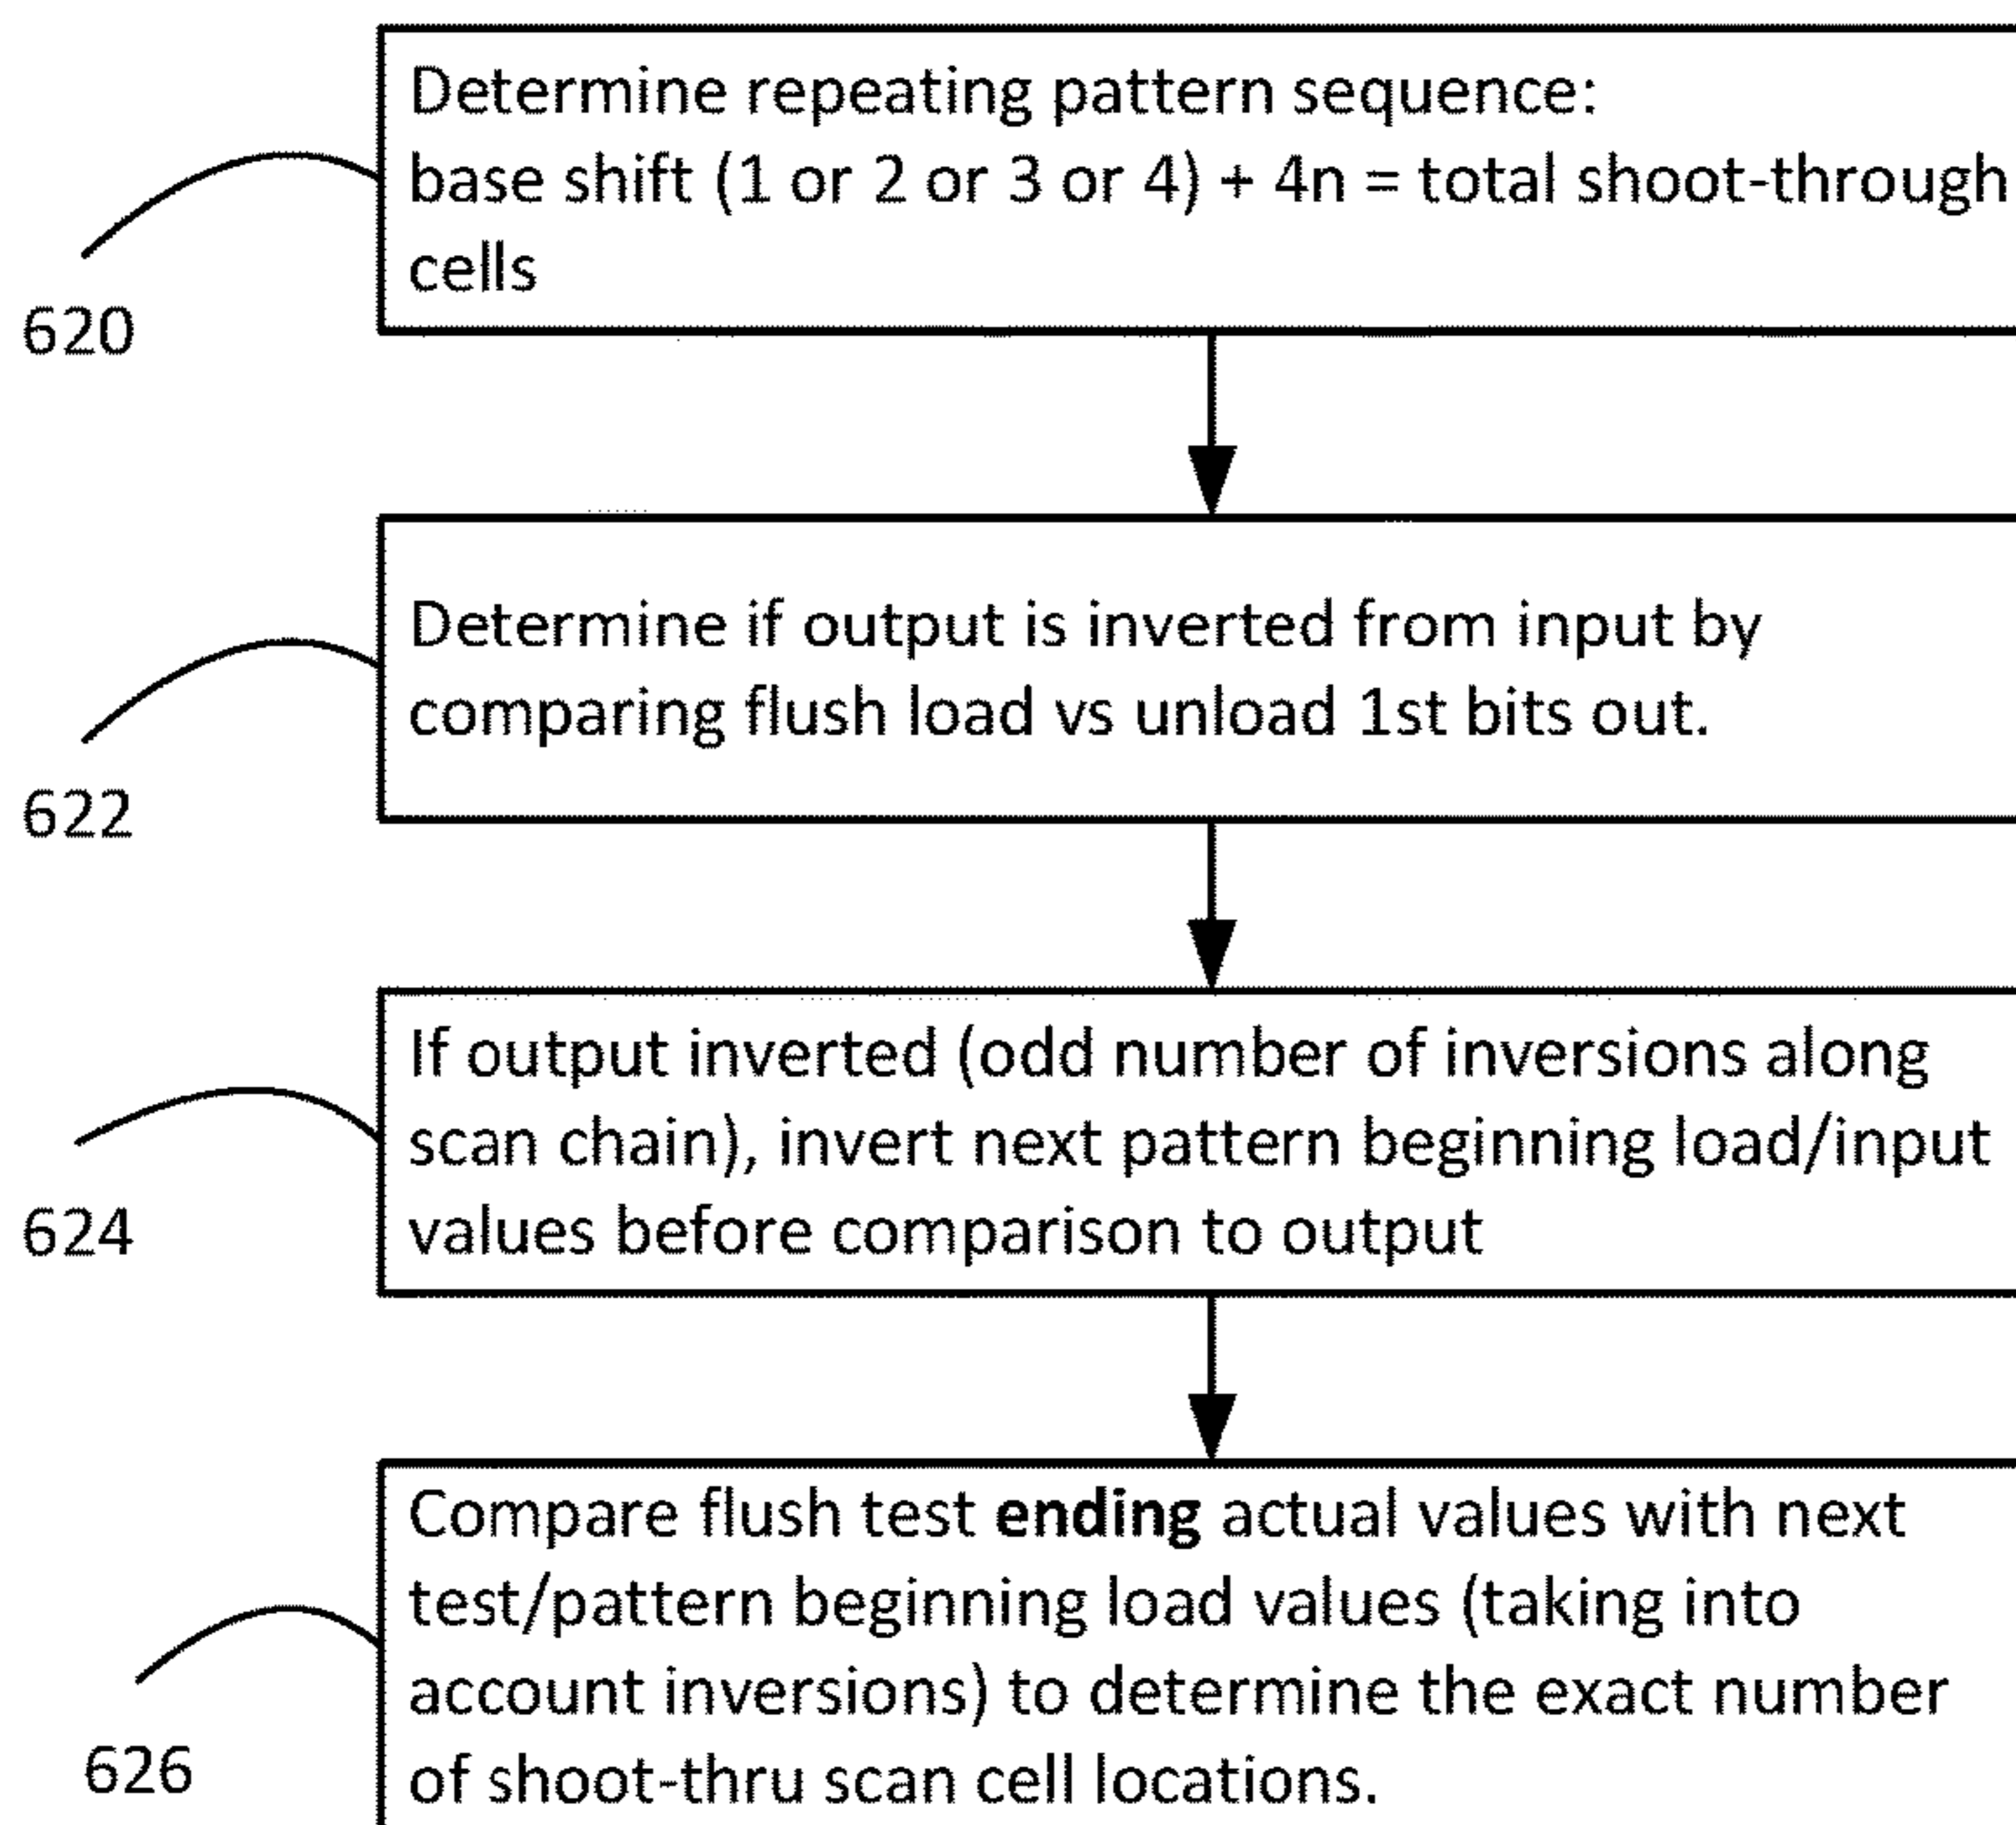 Determine repeating pattern sequence:
base shift (1 or 2 or 3 or 4) + 4n = total shoot-through
cells
620
Determine if output is inverted from input by
comparing flush load vs unload 1st bits out.
622
If output inverted (odd number of inversions along
scan chain), invert next pattern beginning load/input
values before comparison to output
624
Compare flush test ending actual values with next
test/pattern beginning load values (taking into
account inversions) to determine the exact number
of shoot-thru scan cell locations.
626